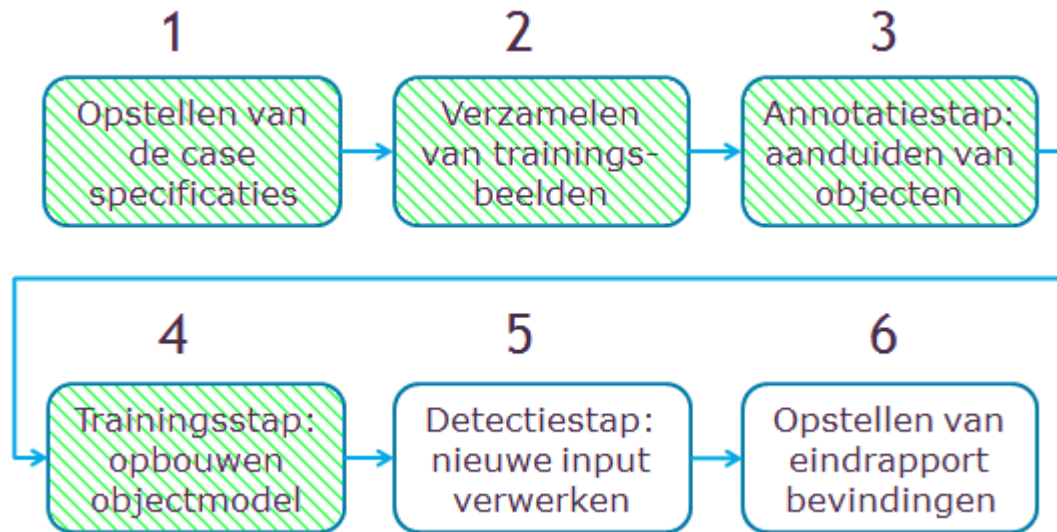 1
Opstellen van
de case
specificaties
2
Verzamelen
van trainings-
beelden
3
Annotatiestap:
aanduiden van
objecten
4
Trainingsstap:
opbouwen
objectmodel
5
Detectiestap:
nieuwe input
verwerken
6
Opstellen van
eindrapport
bevindingen